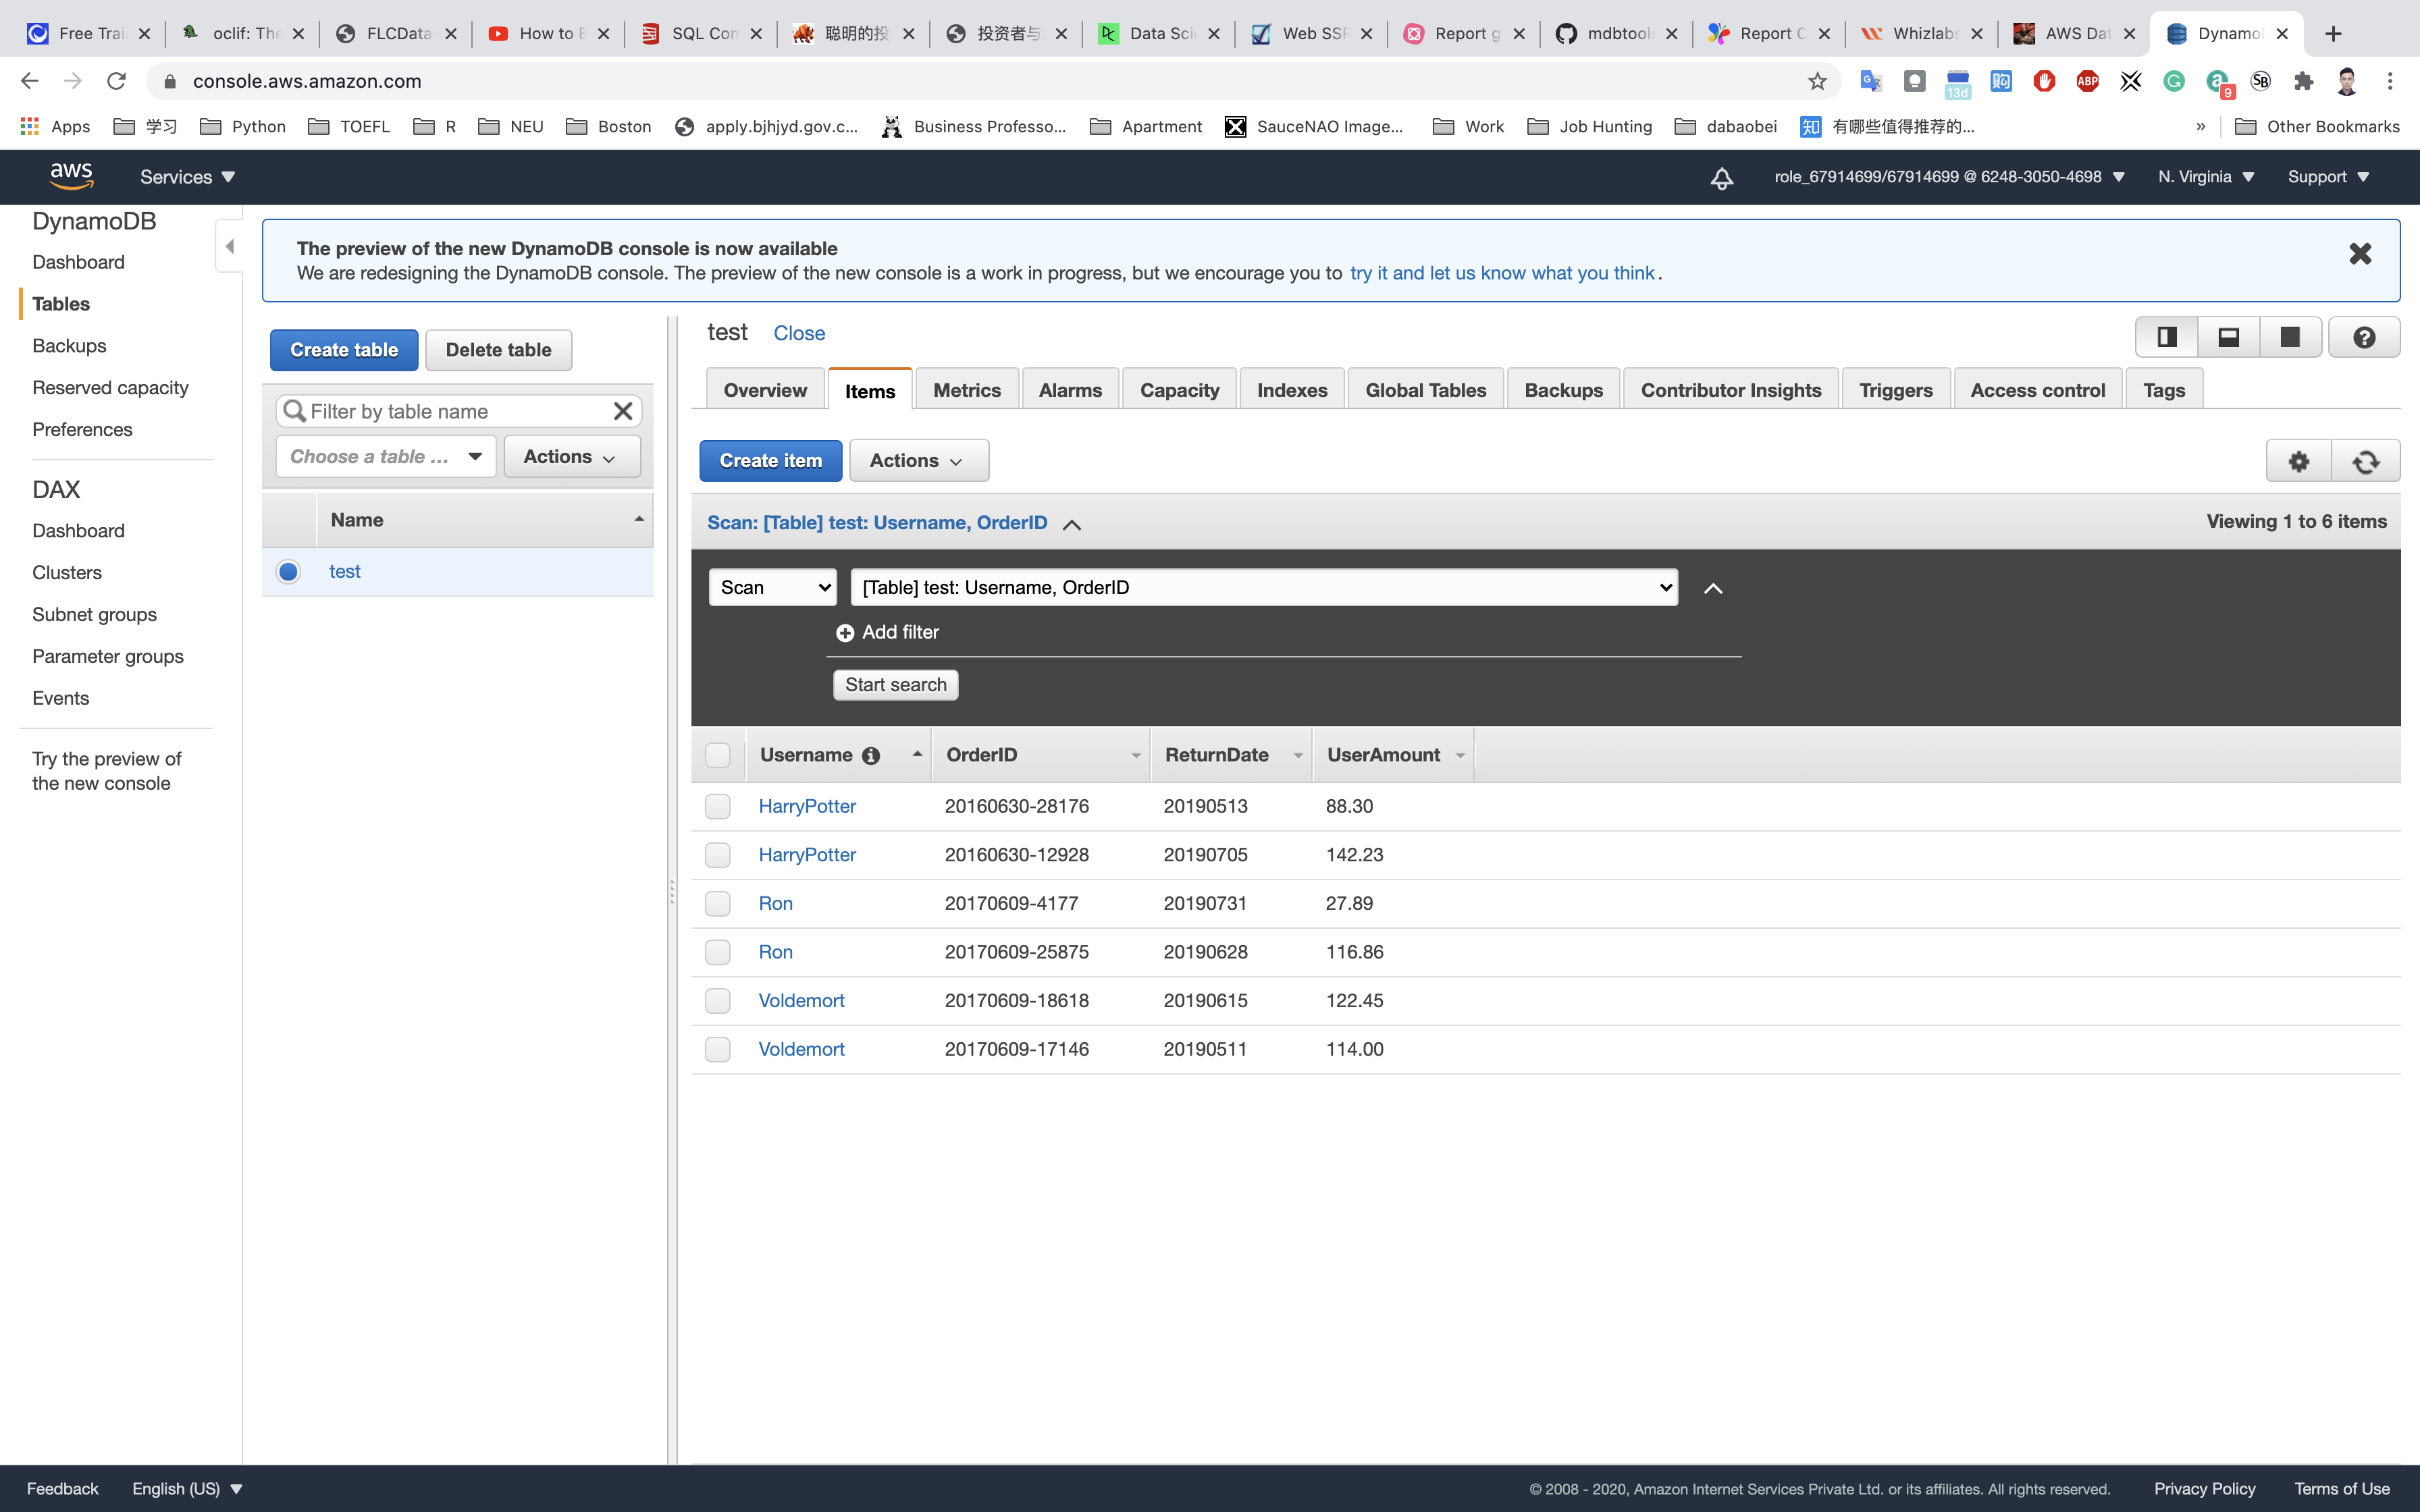 Free Trai
oclif: The
FLCData
How to E
SQL Con
聪明的投
投资者与
Data Sci
Web SSR
Report g
mdbtools
Report C
Whizlabs
AWS Dat
Dynamo
console.aws.amazon.com
13d
ABP
9
SB
Apps
学习
Python
TOEFL
R
NEU
Boston
apply.bjhjyd.gov.c...
Business Professo...
Apartment
SauceNAO Image...
Work
Job Hunting
dabaobei
知 有哪些值得推荐的...
»
Other Bookmarks
aws
Services
role_67914699/67914699 @ 6248-3050-4698
N. Virginia
Support
DynamoDB
Dashboard
Tables
Backups
Reserved capacity
Preferences
DAX
Dashboard
Clusters
Subnet groups
Parameter groups
Events
Try the preview of
the new console
The preview of the new DynamoDB console is now available
We are redesigning the DynamoDB console. The preview of the new console is a work in progress, but we encourage you to try it and let us know what you think.
Create table
Delete table
Filter by table name
Choose a table ...
Actions
Name
test
test Close
Overview
Items
Metrics
Alarms
Capacity
Indexes
Global Tables
Backups
Contributor Insights
Triggers
Access control
Tags
Create item
Actions
Scan: [Table] test: Username, OrderID
Viewing 1 to 6 items
Scan
[Table] test: Username, OrderID
Add filter
Start search
Username OrderID ReturnDate UserAmount
HarryPotter 20160630-28176 20190513 88.30
HarryPotter 20160630-12928 20190705 142.23
Ron 20170609-4177 20190731 27.89
Ron 20170609-25875 20190628 116.86
Voldemort 20170609-18618 20190615 122.45
Voldemort 20170609-17146 20190511 114.00
Feedback
English (US)
© 2008 - 2020, Amazon Internet Services Private Ltd. or its affiliates. All rights reserved.
Privacy Policy
Terms of Use